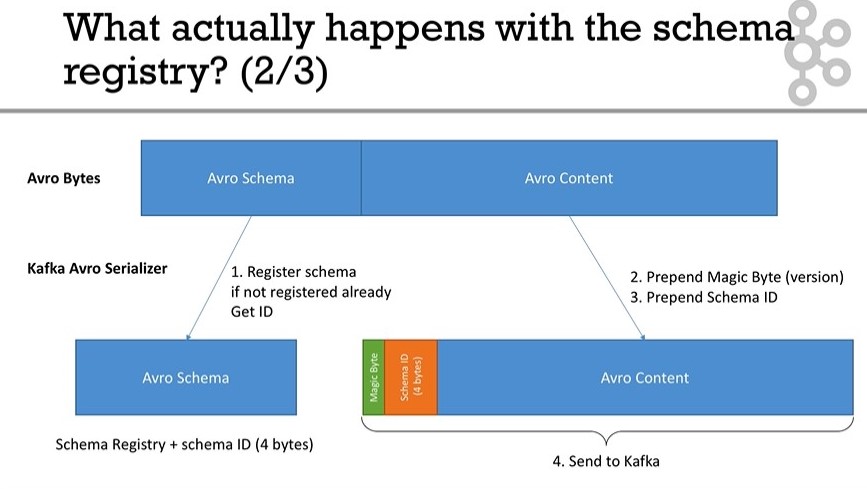 What actually happens with the schema
registry? (2/3)
Avro Bytes
Avro Schema
Avro Content
Kafka Avro Serializer
1. Register schema
if not registered already
Get ID
2. Prepend Magic Byte (version)
3. Prepend Schema ID
Avro Schema
Magic Byte
Schema ID
(4 bytes)
Avro Content
Schema Registry + schema ID (4 bytes)
4. Send to Kafka